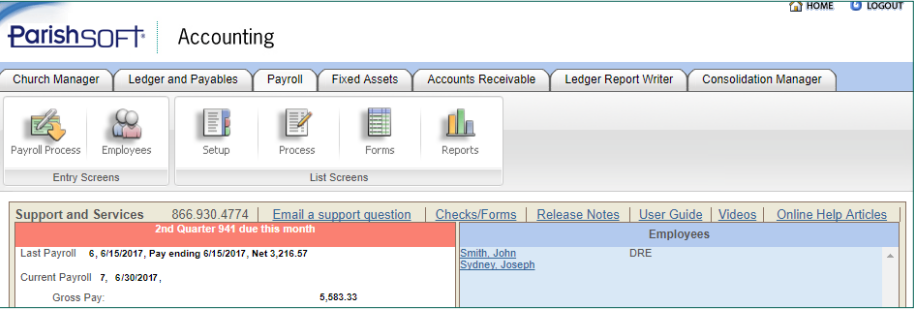 HOME LOGOUT
ParishSOFT Accounting
Church Manager Ledger and Payables Payroll Fixed Assets Accounts Receivable Ledger Report Writer Consolidation Manager
Payroll Process Employees Setup Process Forms Reports
Entry Screens List Screens
Support and Services 866.930.4774 | Email a support question | Checks/Forms | Release Notes | User Guide | Videos | Online Help Articles |
2nd Quarter 941 due this month
Employees
Last Payroll 6, 6/15/2017, Pay ending 6/15/2017, Net 3,216.57
Smith, John DRE
Sydney, Joseph
Current Payroll 7, 6/30/2017,
Gross Pay: 5,583.33